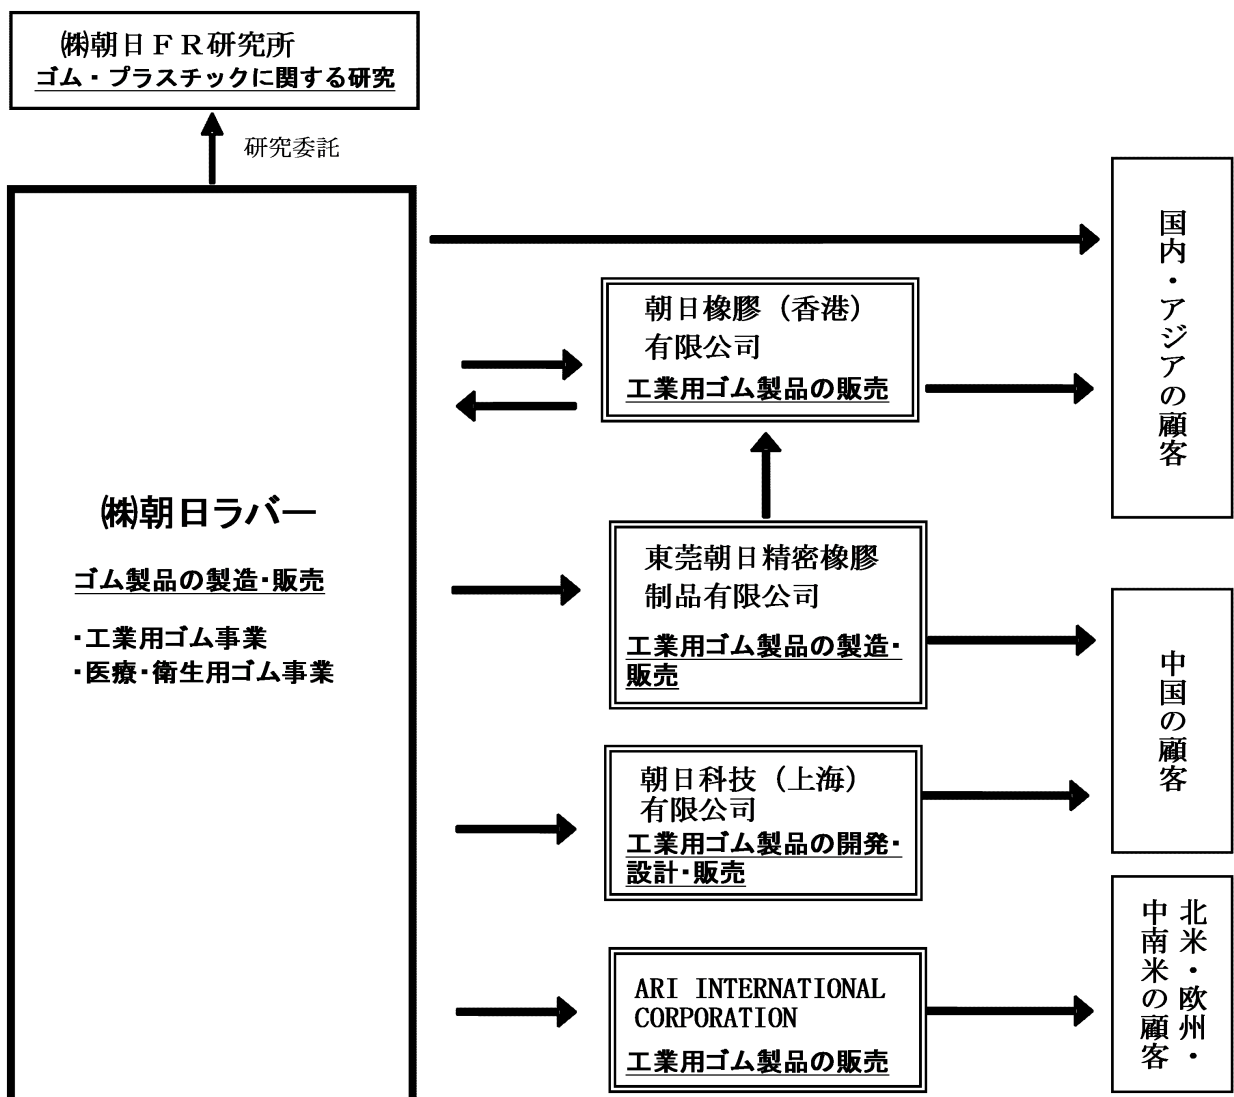 ㈱朝日ＦＲ研究所
ゴム・プラスチックに関する研究
研究委託
㈱朝日ラバー
ゴム製品の製造・販売
・工業用ゴム事業
・医療・衛生用ゴム事業
朝日橡膠（香港）
有限公司
工業用ゴム製品の販売
東莞朝日精密橡膠
制品有限公司
工業用ゴム製品の製造・
販売
朝日科技（上海）
有限公司
工業用ゴム製品の開発・
設計・販売
ARI INTERNATIONAL
CORPORATION
工業用ゴム製品の販売
国内・アジアの顧客
中国の顧客
北米・欧州・
中南米の顧客